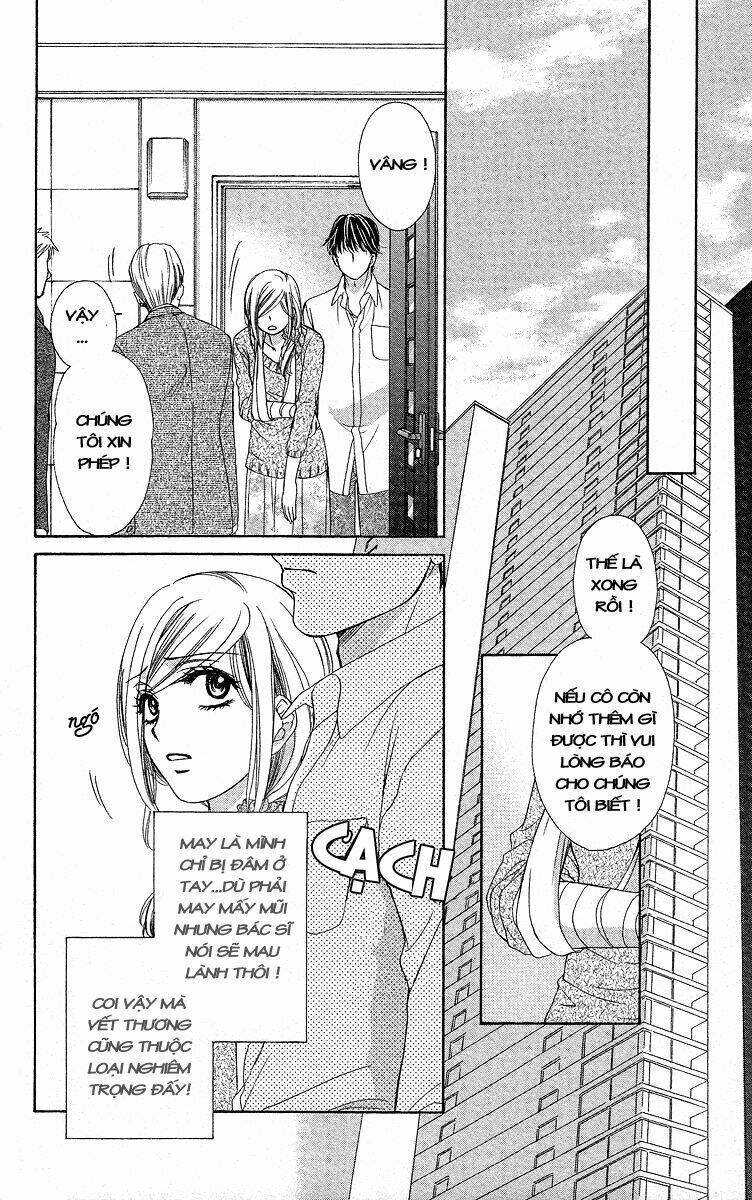 THẾ LÀ
XONG
RỒI !
NẾU CÔ CÒN
NHỚ THÊM GÌ
ĐƯỢC THÌ VUI
LÒNG BÁO
CHO CHÚNG
TÔI BIẾT !
VÂNG !
VẬY
...
CHÚNG
TÔI XIN
PHÉP !
CẠCH
ngó
MAY LÀ MÌNH
CHỈ BỊ ĐÂM Ở
TAY...DÙ PHẢI
MAY MẤY MŨI
NHƯNG BÁC SĨ
NÓI SẼ MAU
LÀNH THÔI !
COI VẬY MÀ
VẾT THƯƠNG
CŨNG THUỘC
LOẠI NGHIÊM
TRỌNG ĐẤY!